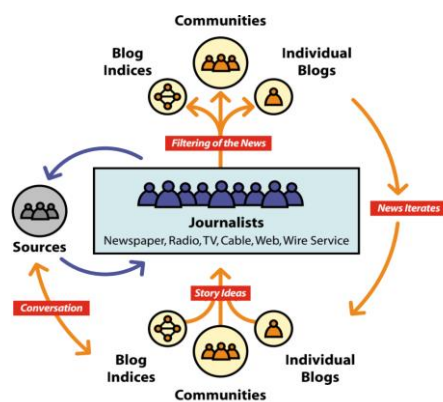 Communities
Blog
Indices
Individual
Blogs
Filtering of the News
Journalists
Newspaper, Radio, TV, Cable, Web, Wire Service
Sources
News Iterates
Conversation
Story Ideas
Blog
Indices
Individual
Blogs
Communities